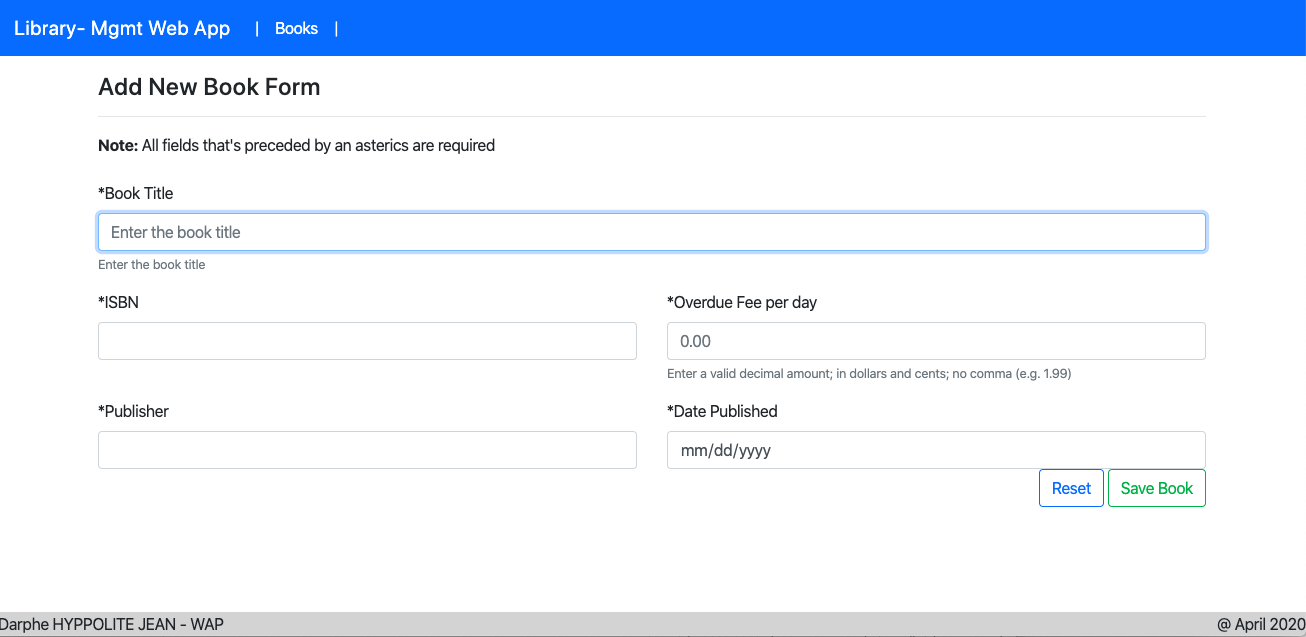 Library- Mgmt Web App | Books |
Add New Book Form
Note: All fields that's preceded by an asterics are required
*Book Title
Enter the book title
Enter the book title
*ISBN
*Overdue Fee per day
0.00
Enter a valid decimal amount; in dollars and cents; no comma (e.g. 1.99)
*Publisher
*Date Published
mm/dd/yyyy
Reset
Save Book
Darphe HYPPOLITE JEAN - WAP
@ April 2020